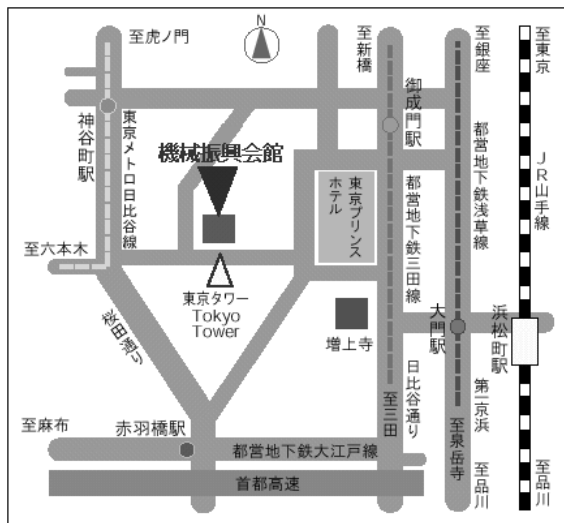 至虎ノ門
N
至新橋
至銀座
至東京
御成門駅
神谷町駅
東京メトロ日比谷線
機械振興会館
東京プリンス
ホテル
都営地下鉄三田線
都営地下鉄浅草線
JR山手線
至六本木
東京タワー
Tokyo
Tower
桜田通り
増上寺
大門駅
浜松町駅
日比谷通り
第一京浜
至三田
至泉岳寺
至品川
至品川
至麻布
赤羽橋駅
都営地下鉄大江戸線
首都高速